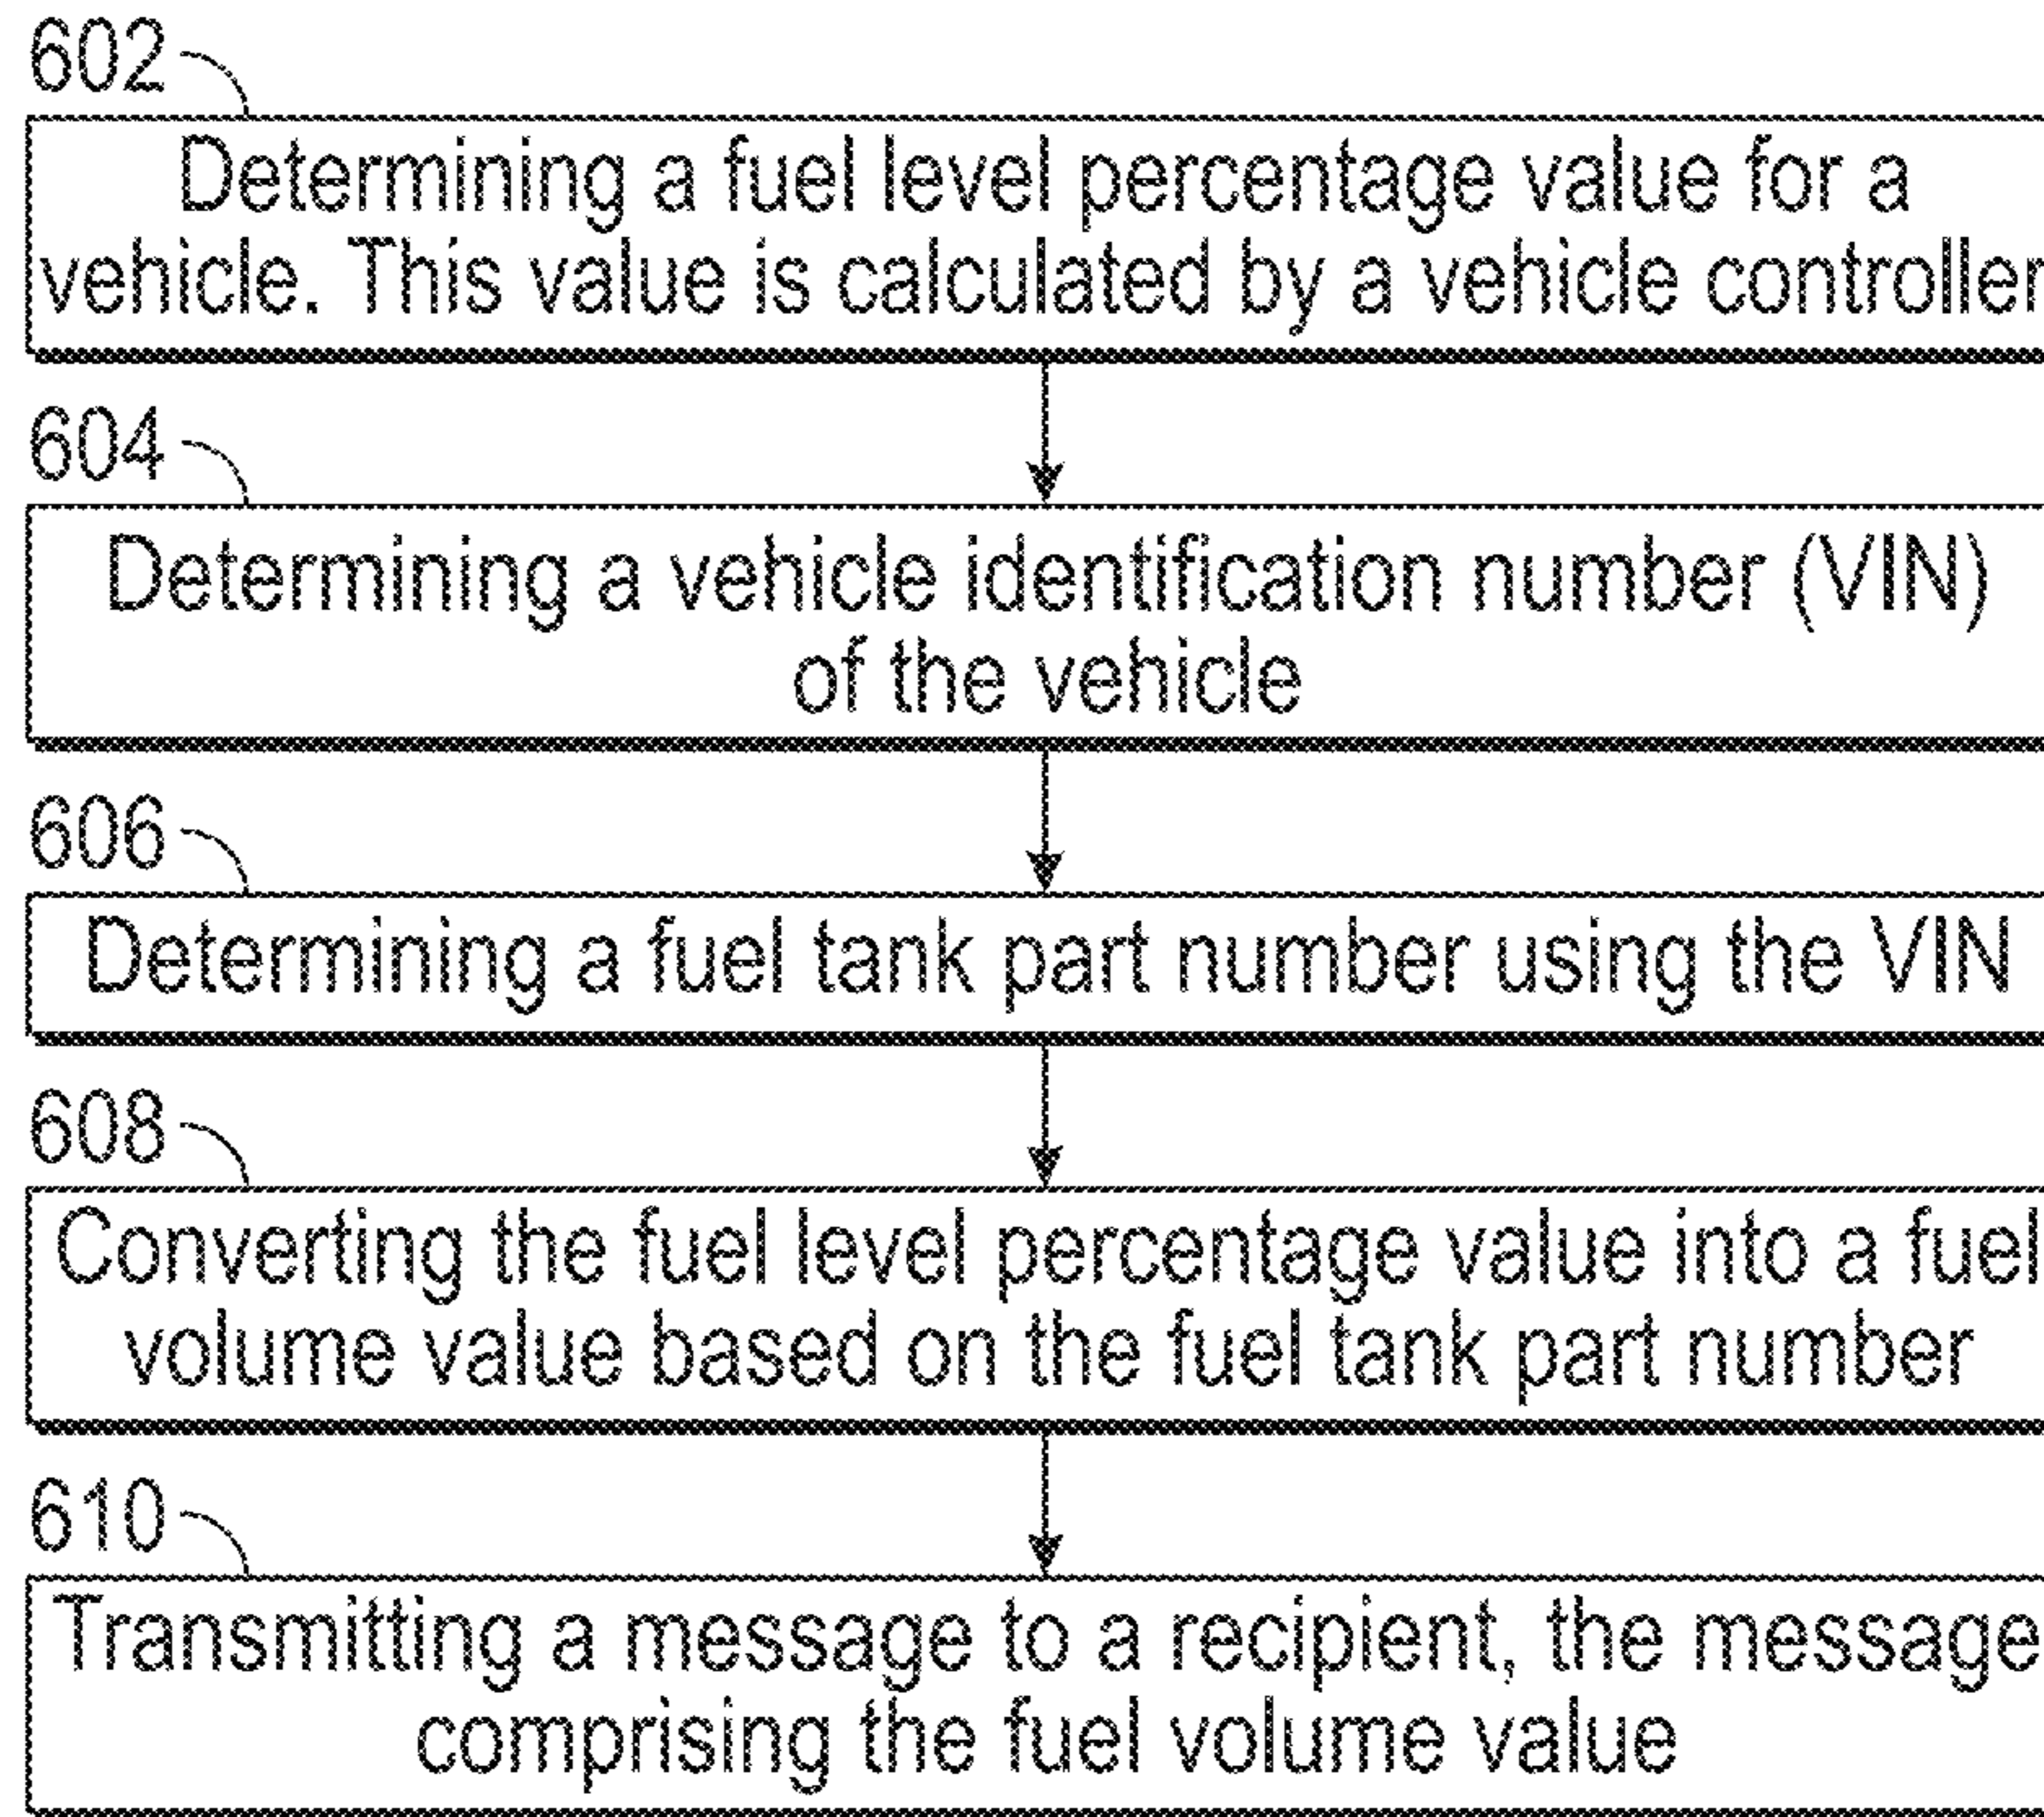 602
Determining a fuel level percentage value for a
vehicle. This value is calculated by a vehicle controller
604
Determining a vehicle identification number (VIN)
of the vehicle
606
Determining a fuel tank part number using the VIN
608
Converting the fuel level percentage value into a fuel
volume value based on the fuel tank part number
610
Transmitting a message to a recipient, the message
comprising the fuel volume value